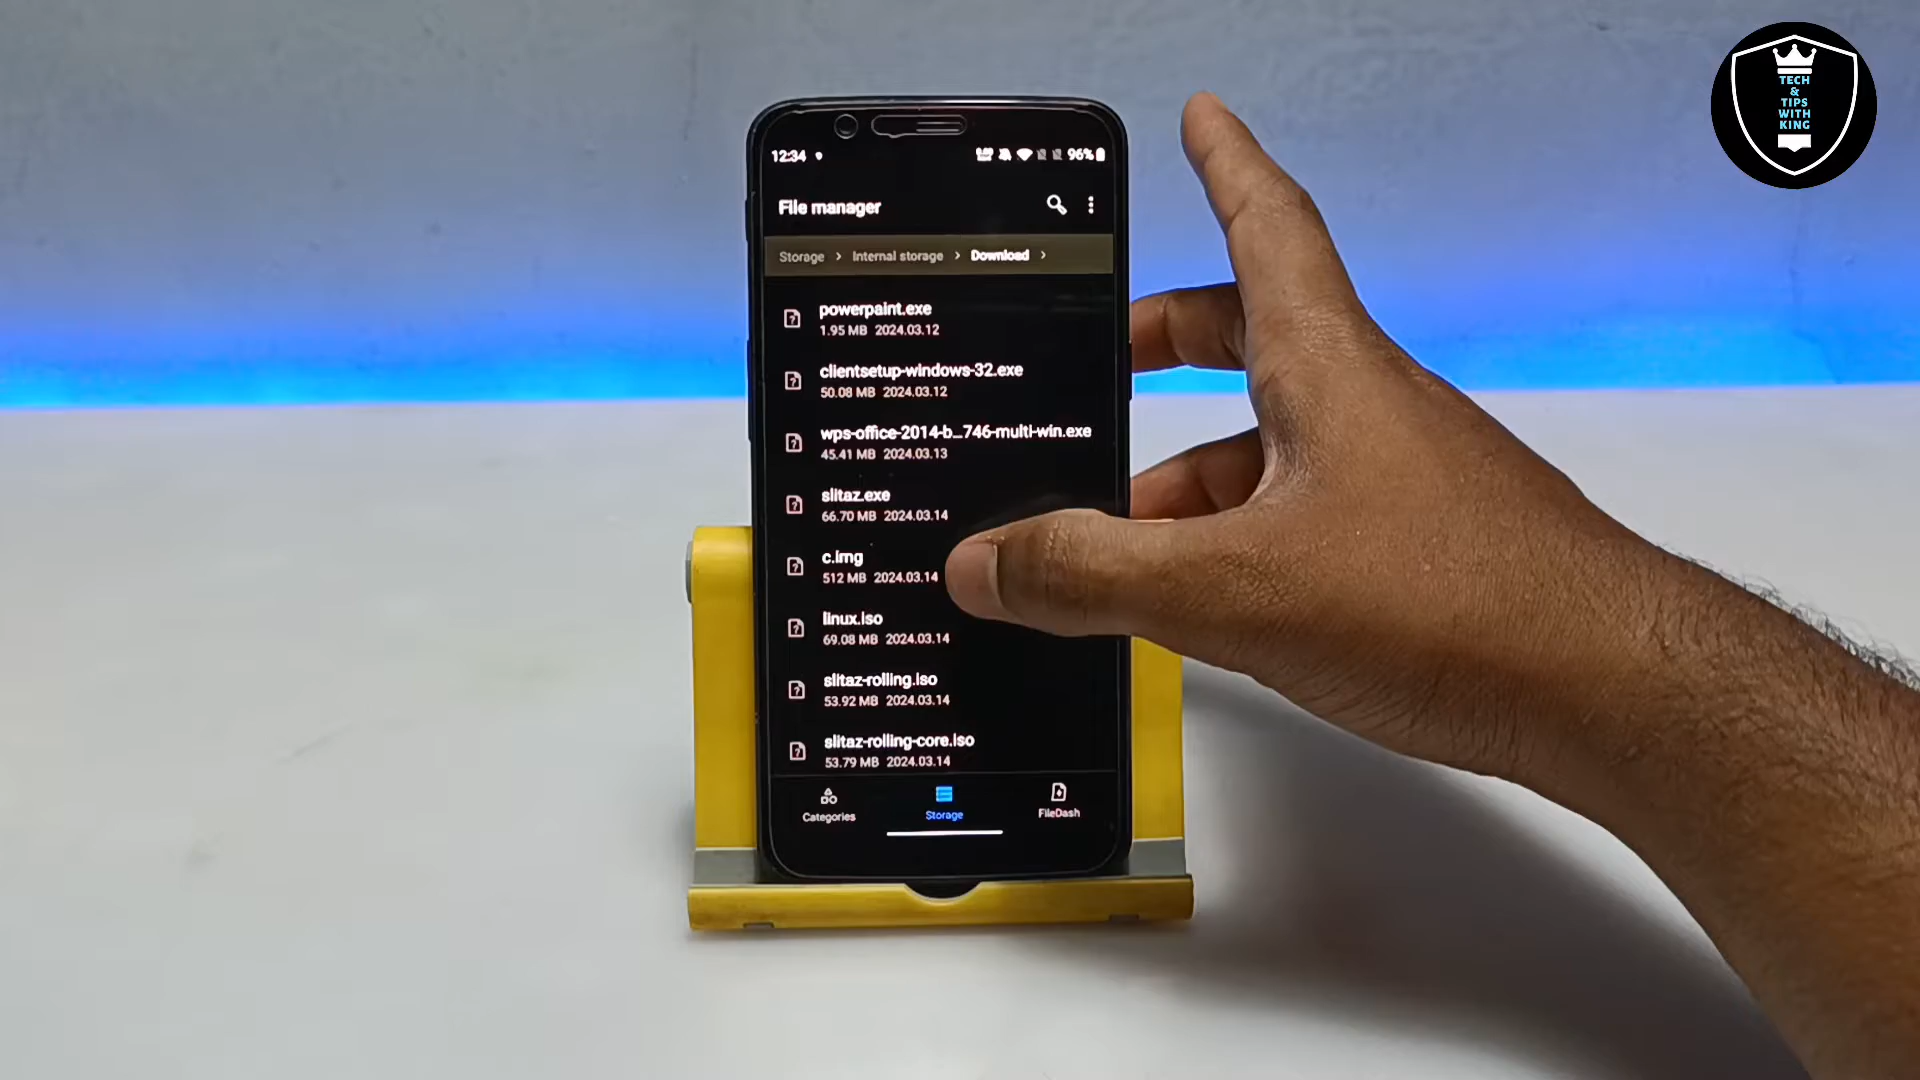 TECH
&
TIPS
WITH
KING
12:34 96%
File manager
Storage > Internal storage > Download >
powerpaint.exe
1.95 MB 2024.03.12
clientsetup-windows-32.exe
50.08 MB 2024.03.12
wps-office-2014-b...746-multi-win.exe
45.41 MB 2024.03.13
slitaz.exe
66.70 MB 2024.03.14
c.img
512 MB 2024.03.14
linux.iso
69.08 MB 2024.03.14
slitaz-rolling.iso
53.92 MB 2024.03.14
slitaz-rolling-core.iso
53.79 MB 2024.03.14
Categories Storage FileDash